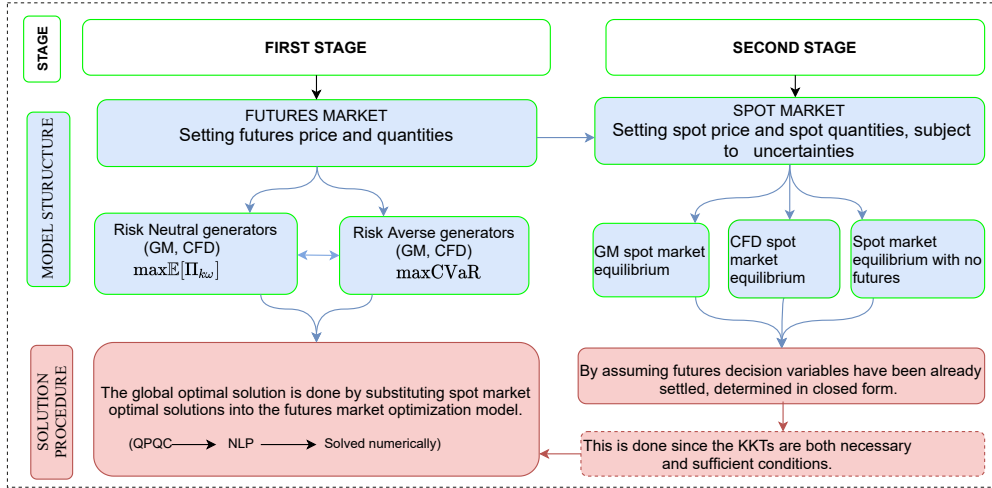 STAGE
FIRST STAGE
SECOND STAGE
MODEL STURUCTURE
FUTURES MARKET
Setting futures price and quantities
SPOT MARKET
Setting spot price and spot quantities, subject
to uncertainties
Risk Neutral generators
(GM, CFD)
max𝔼[Π_{kω}]
Risk Averse generators
(GM, CFD)
maxCVaR
GM spot market
equilibrium
CFD spot
market
equilibrium
Spot market
equilibrium with no
futures
SOLUTION
PROCEDURE
The global optimal solution is done by substituting spot market
optimal solutions into the futures market optimization model.
(QPQC NLP Solved numerically)
By assuming futures decision variables have been already
settled, determined in closed form.
This is done since the KKTs are both necessary
and sufficient conditions.